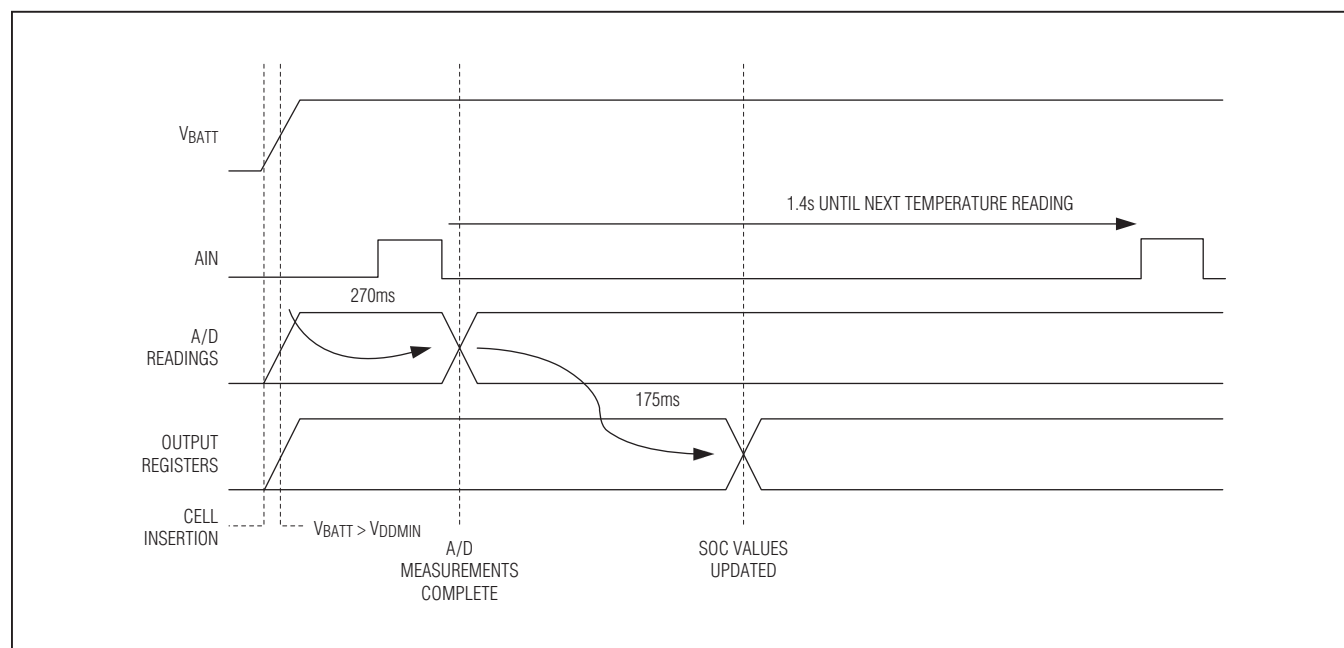 VBATT
1.4s UNTIL NEXT TEMPERATURE READING
AIN
270ms
A/D
READINGS
175ms
OUTPUT
REGISTERS
CELL
INSERTION
VBATT > VDDMIN
A/D
MEASUREMENTS
COMPLETE
SOC VALUES
UPDATED